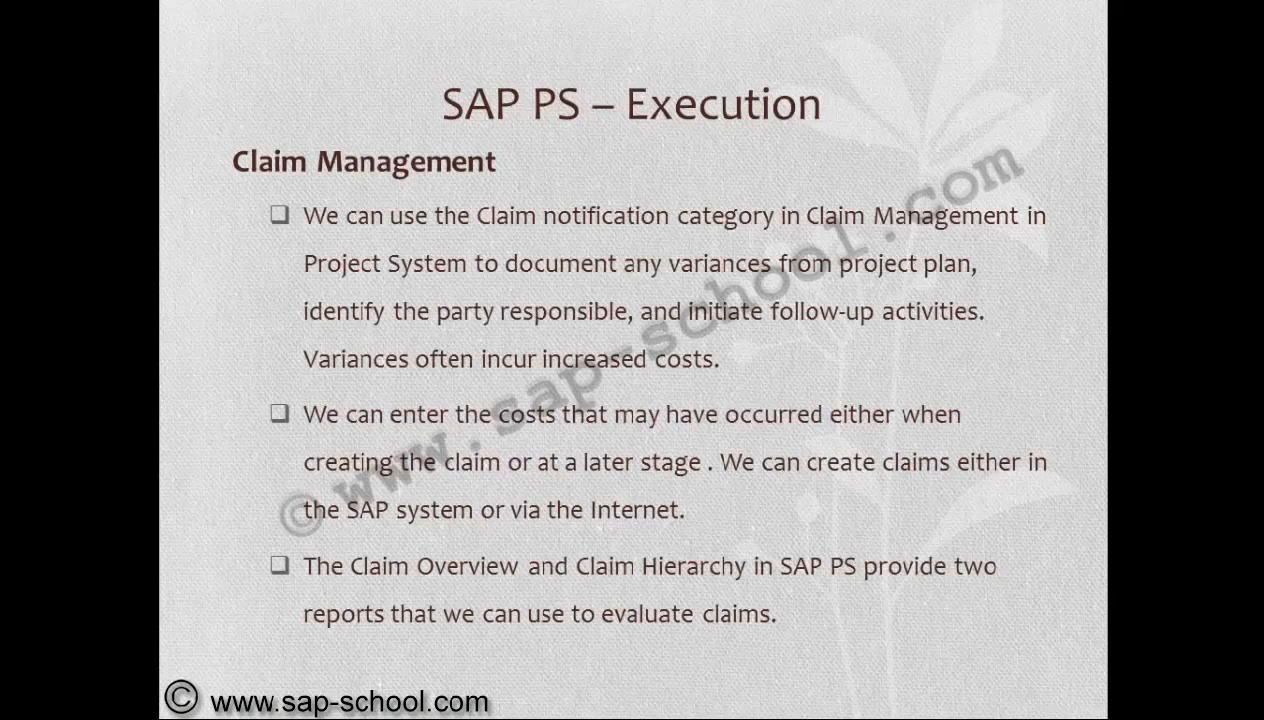 SAP PS – Execution
Claim Management
❑ We can use the Claim notification category in Claim Management in
Project System to document any variances from project plan,
identify the party responsible, and initiate follow-up activities.
Variances often incur increased costs.
❑ We can enter the costs that may have occurred either when
creating the claim or at a later stage . We can create claims either in
the SAP system or via the Internet.
❑ The Claim Overview and Claim Hierarchy in SAP PS provide two
reports that we can use to evaluate claims.
© www.sap-school.com
© www.sap-school.com